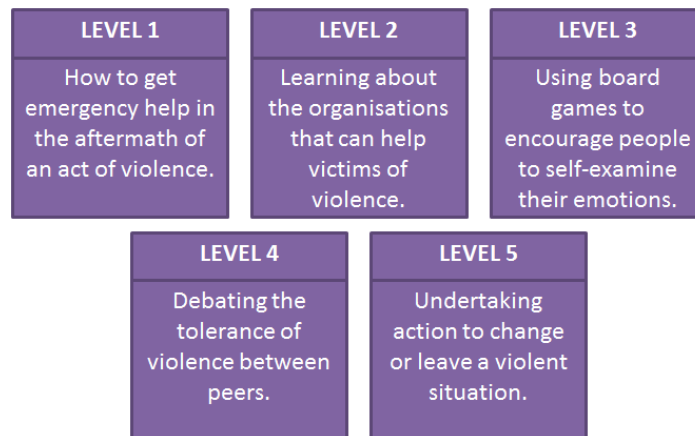 LEVEL 1
How to get
emergency help in
the aftermath of
an act of violence.
LEVEL 2
Learning about
the organisations
that can help
victims of
violence.
LEVEL 3
Using board
games to
encourage people
to self-examine
their emotions.
LEVEL 4
Debating the
tolerance of
violence between
peers.
LEVEL 5
Undertaking
action to change
or leave a violent
situation.